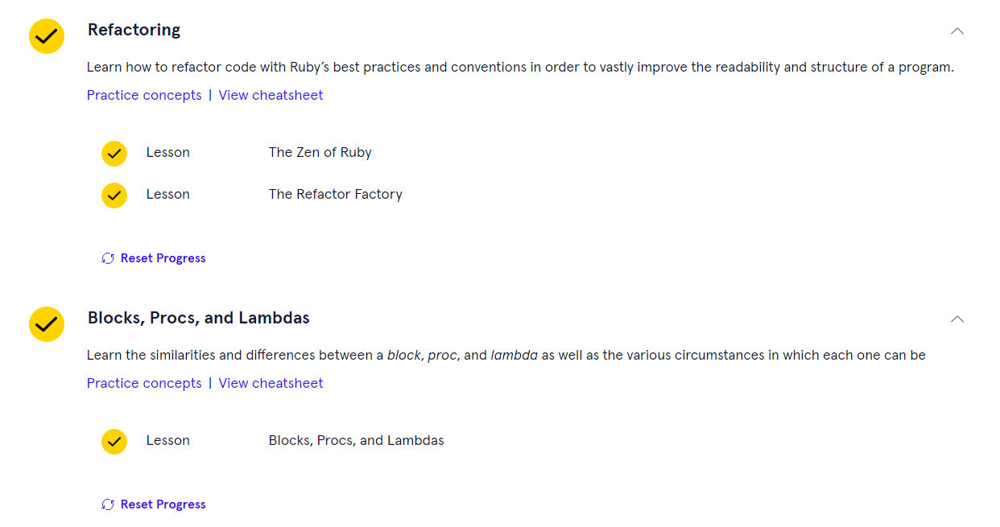 Refactoring
Learn how to refactor code with Ruby’s best practices and conventions in order to vastly improve the readability and structure of a program.
Practice concepts | View cheatsheet
Lesson The Zen of Ruby
Lesson The Refactor Factory
Reset Progress
Blocks, Procs, and Lambdas
Learn the similarities and differences between a block, proc, and lambda as well as the various circumstances in which each one can be
Practice concepts | View cheatsheet
Lesson Blocks, Procs, and Lambdas
Reset Progress